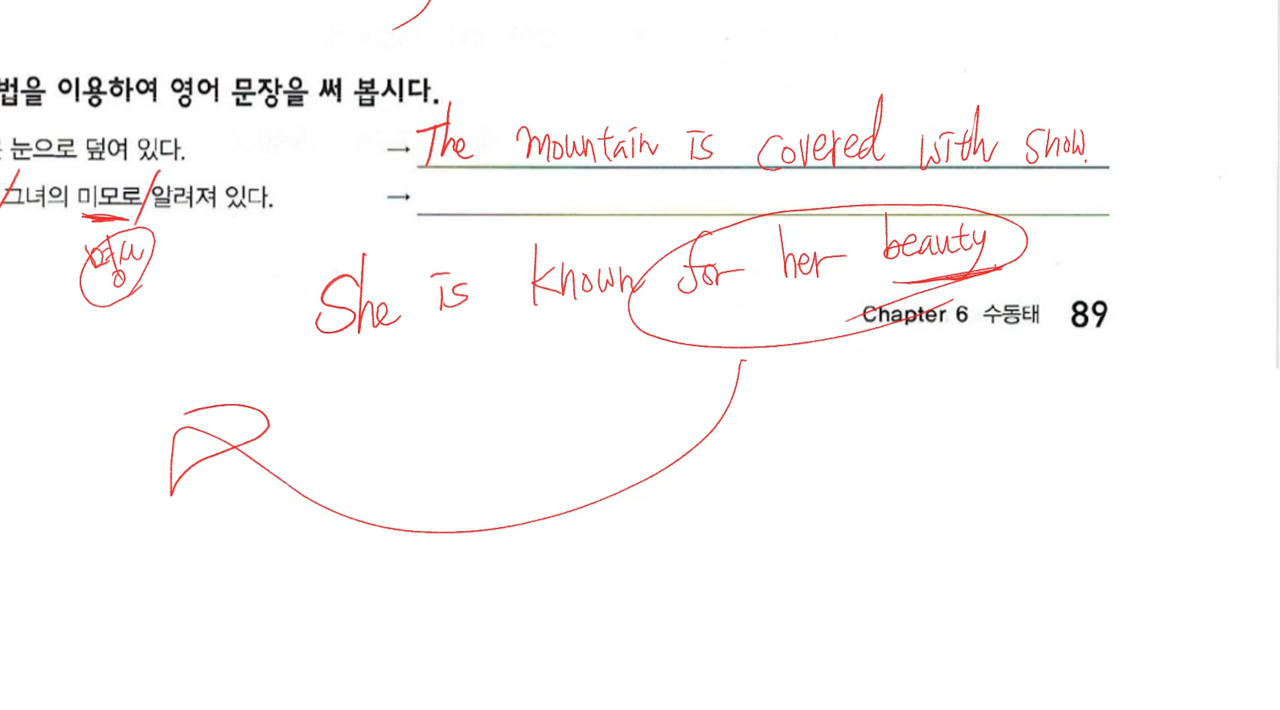 법을 이용하여 영어 문장을 써 봅시다.
눈으로 덮여 있다. → The mountain is covered with snow.
그녀의 미모로 알려져 있다. →
She is known for her beauty
Chapter 6 수동태 89